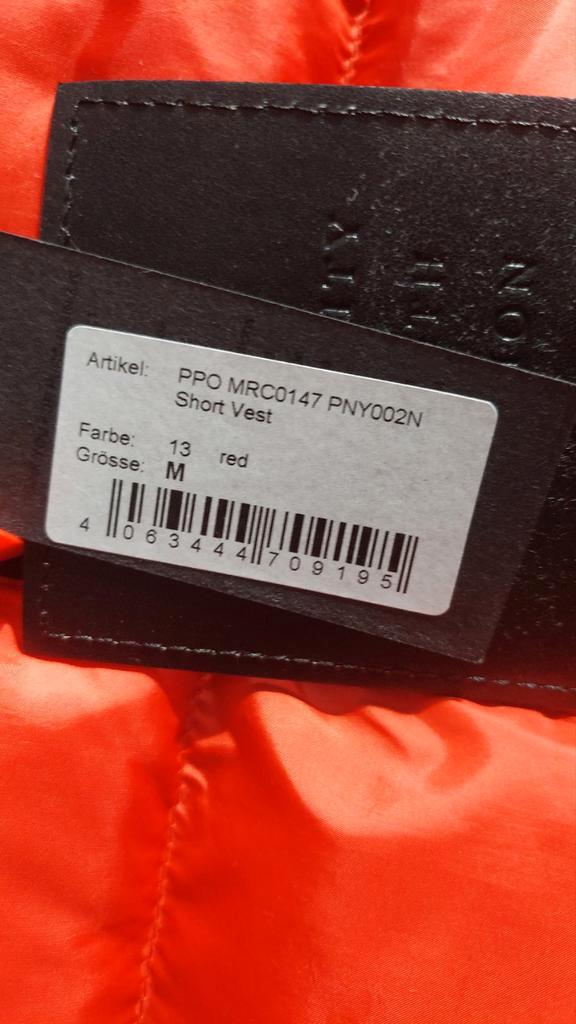 Artikel: PPO MRC0147 PNY002N
Short Vest
Farbe: 13 red
Grösse: M
4 063444 709195